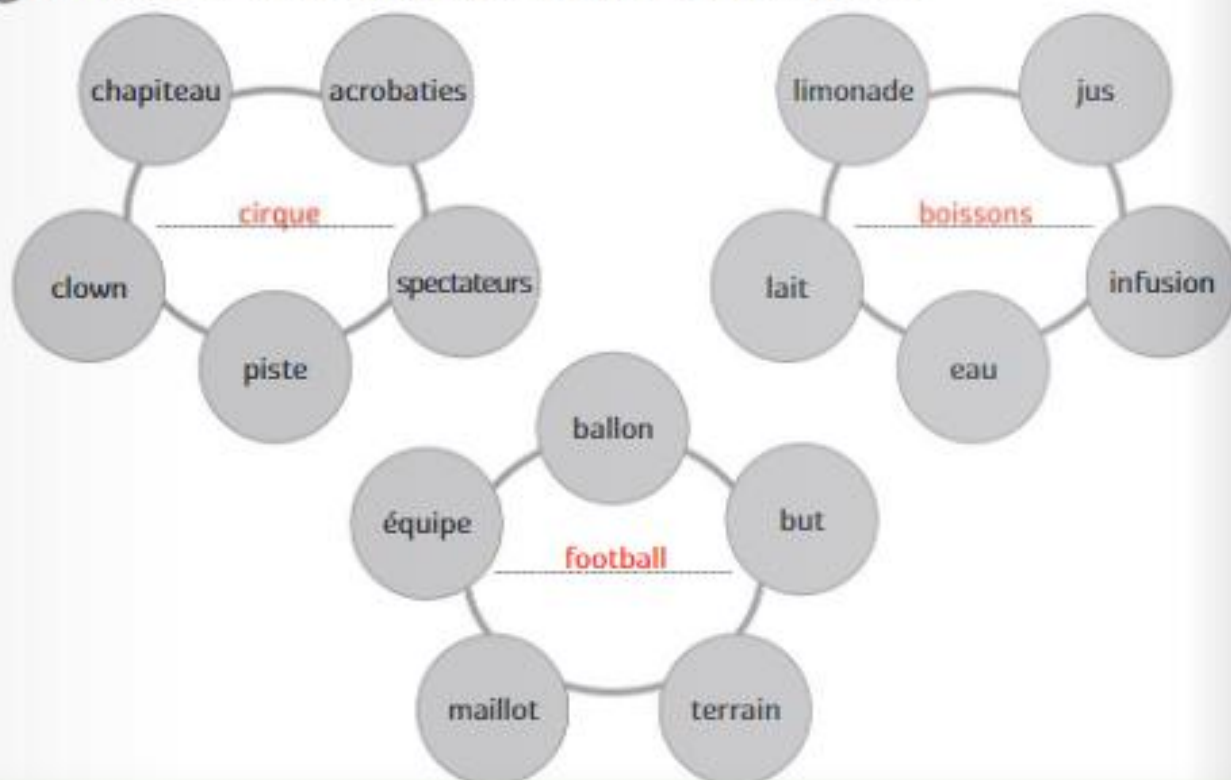 chapiteau acrobaties
cirque
clown spectateurs
piste
limonade jus
boissons
lait infusion
eau
ballon
équipe but
football
maillot terrain